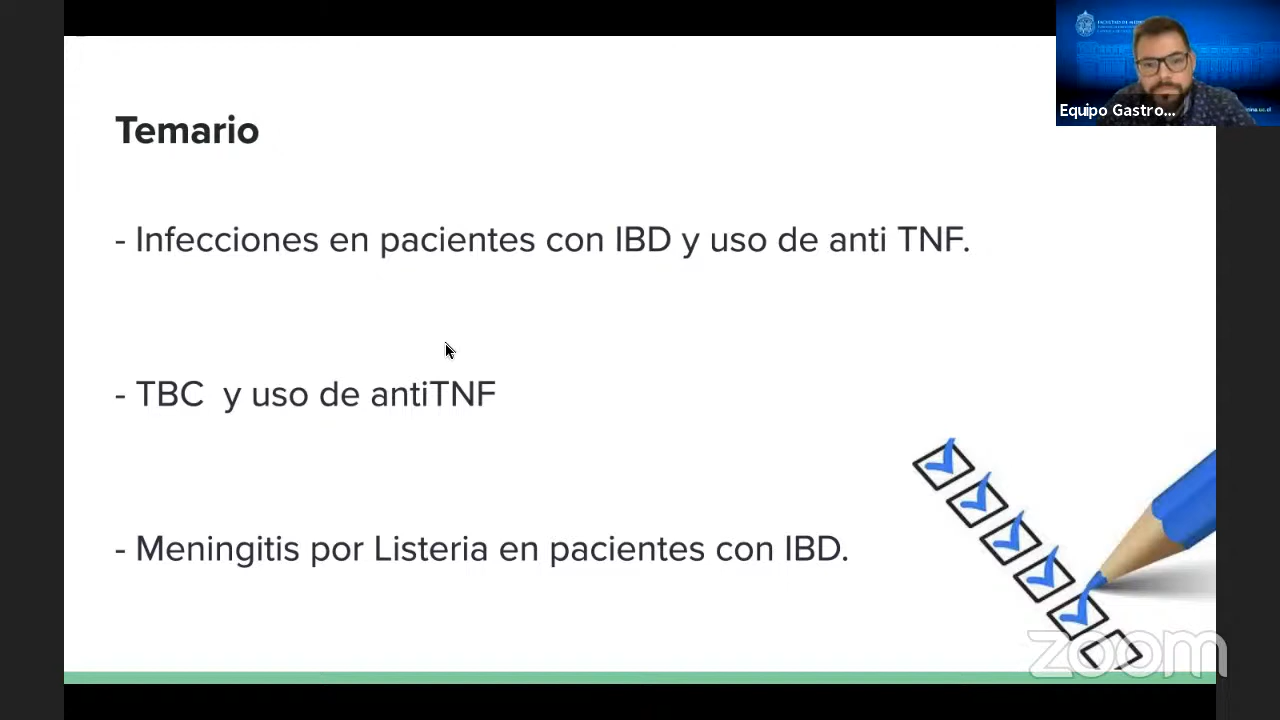 Temario
- Infecciones en pacientes con IBD y uso de anti TNF.
- TBC y uso de antiTNF
- Meningitis por Listeria en pacientes con IBD.
Equipo Gastro...
zoom